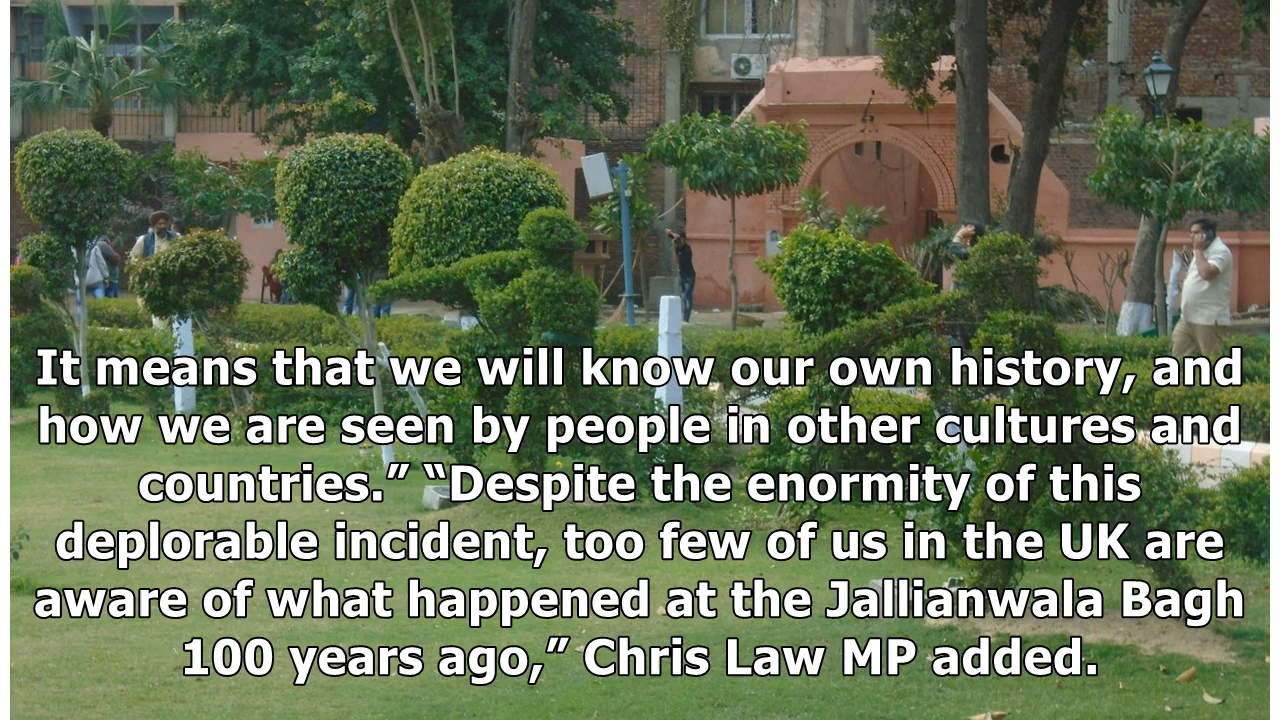 It means that we will know our own history, and
how we are seen by people in other cultures and
countries.” “Despite the enormity of this
deplorable incident, too few of us in the UK are
aware of what happened at the Jallianwala Bagh
100 years ago,” Chris Law MP added.